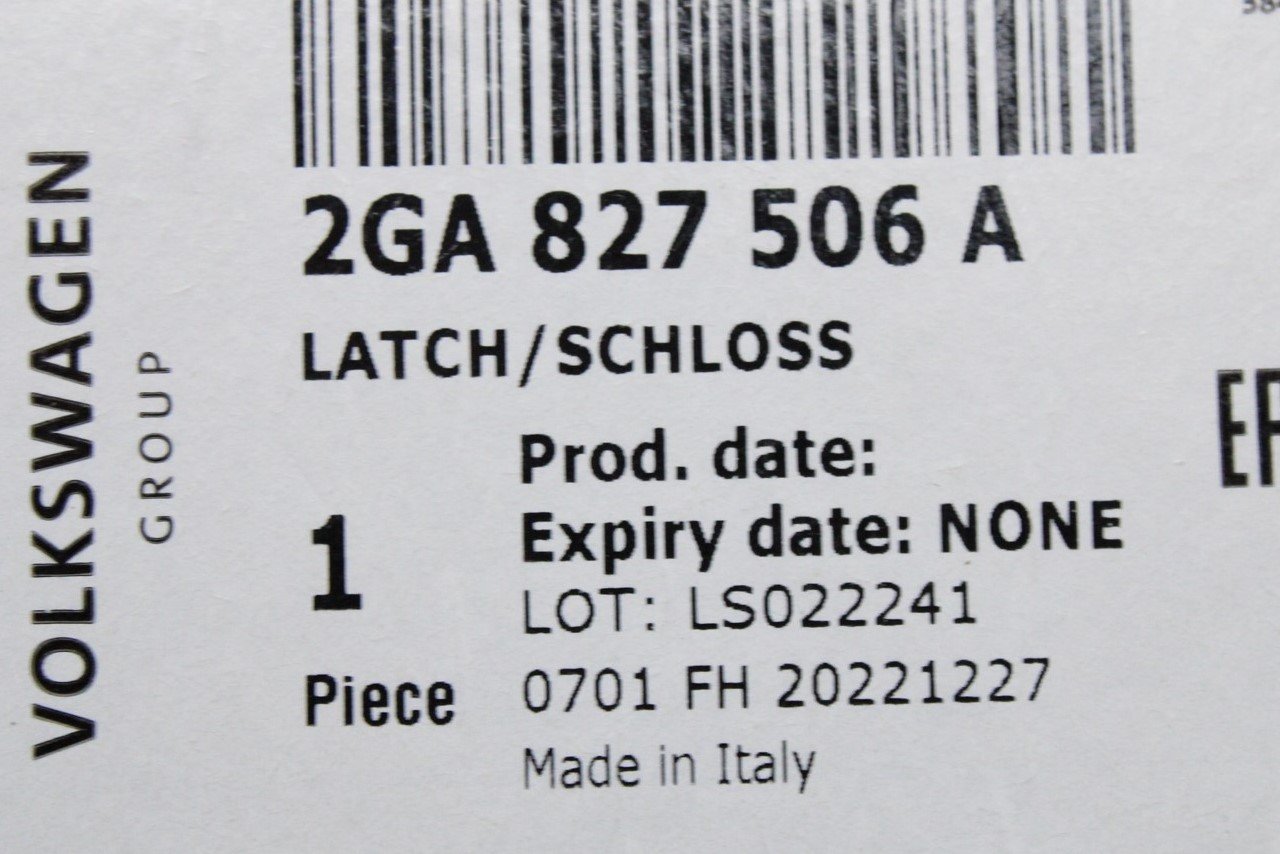 VOLKSWAGEN
GROUP
2GA 827 506 A
LATCH/SCHLOSS
Prod. date:
Expiry date: NONE
1
LOT: LS022241
Piece
0701 FH 20221227
Made in Italy